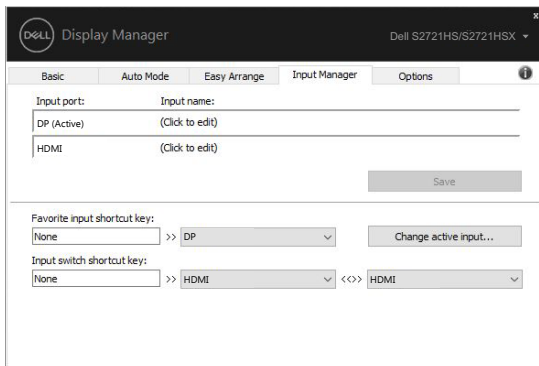 x
DELL Display Manager Dell S2721HS/S2721HSX
Basic Auto Mode Easy Arrange Input Manager Options i
Input port: Input name:
DP (Active) (Click to edit)
HDMI (Click to edit)
Save
Favorite input shortcut key:
None >> DP Change active input...
Input switch shortcut key:
None >> HDMI <<>> HDMI